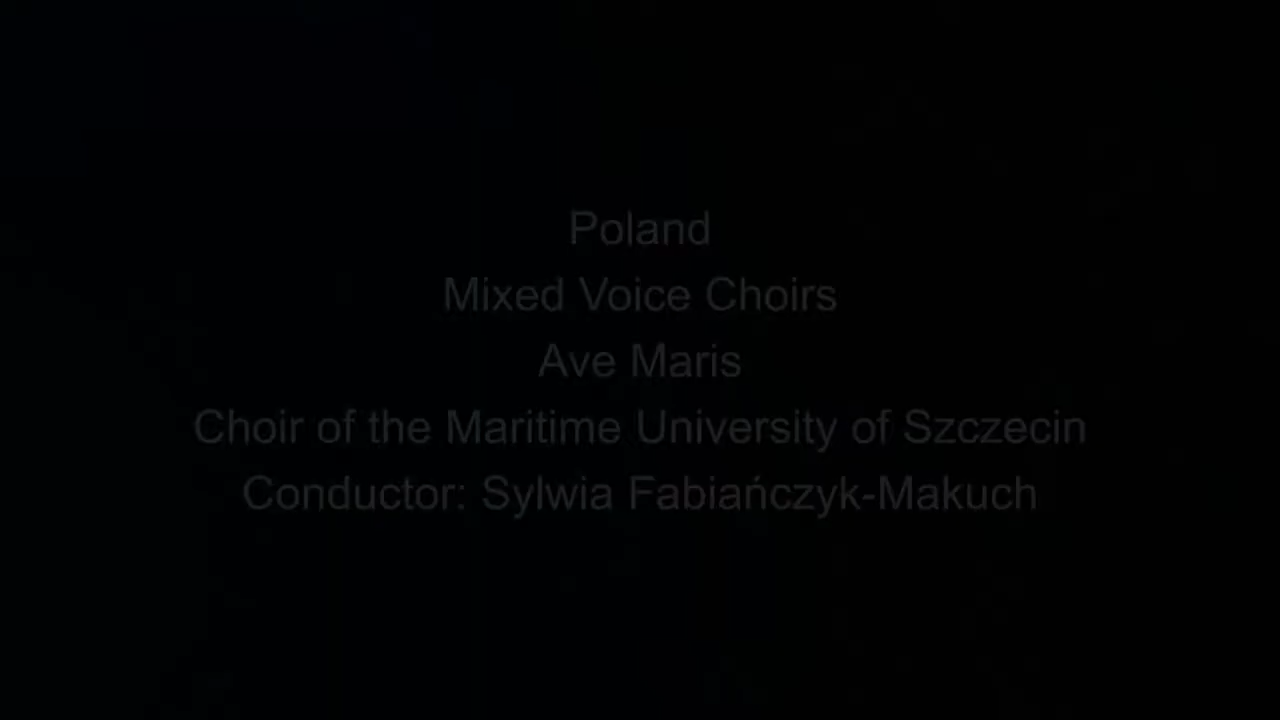 Poland
Mixed Voice Choirs
Ave Maris
Choir of the Maritime University of Szczecin
Conductor: Sylwia Fabiańczyk-Makuch